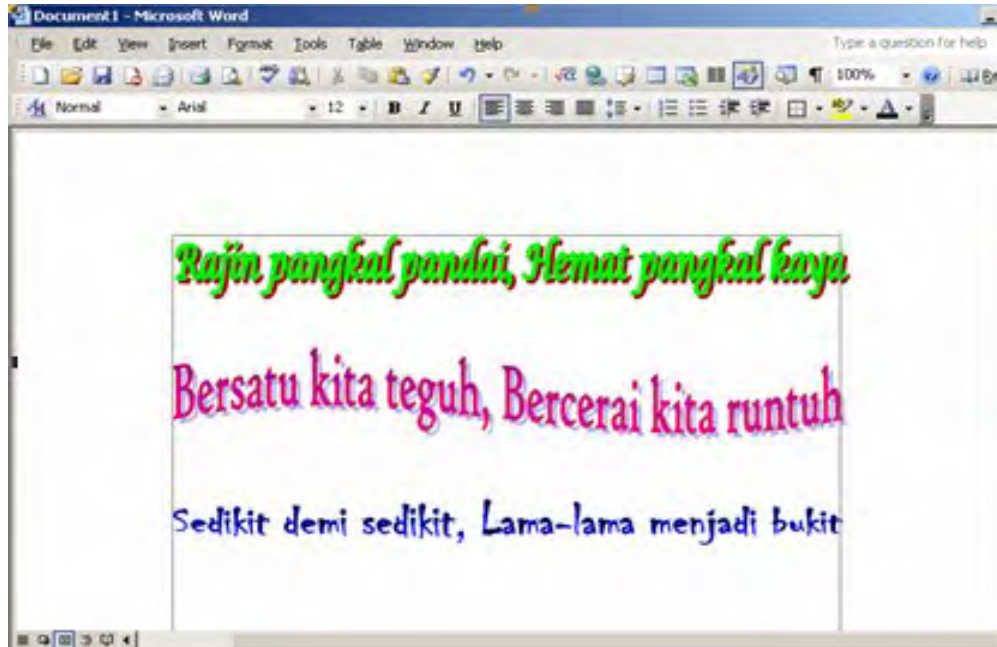 Document1 - Microsoft Word
File Edit View Insert Format Tools Table Window Help Type a question for help
100%
Normal Arial 12 B I U A
Rajin pangkal pandai, Hemat pangkal kaya
Bersatu kita teguh, Bercerai kita runtuh
Sedikit demi sedikit, Lama-lama menjadi bukit